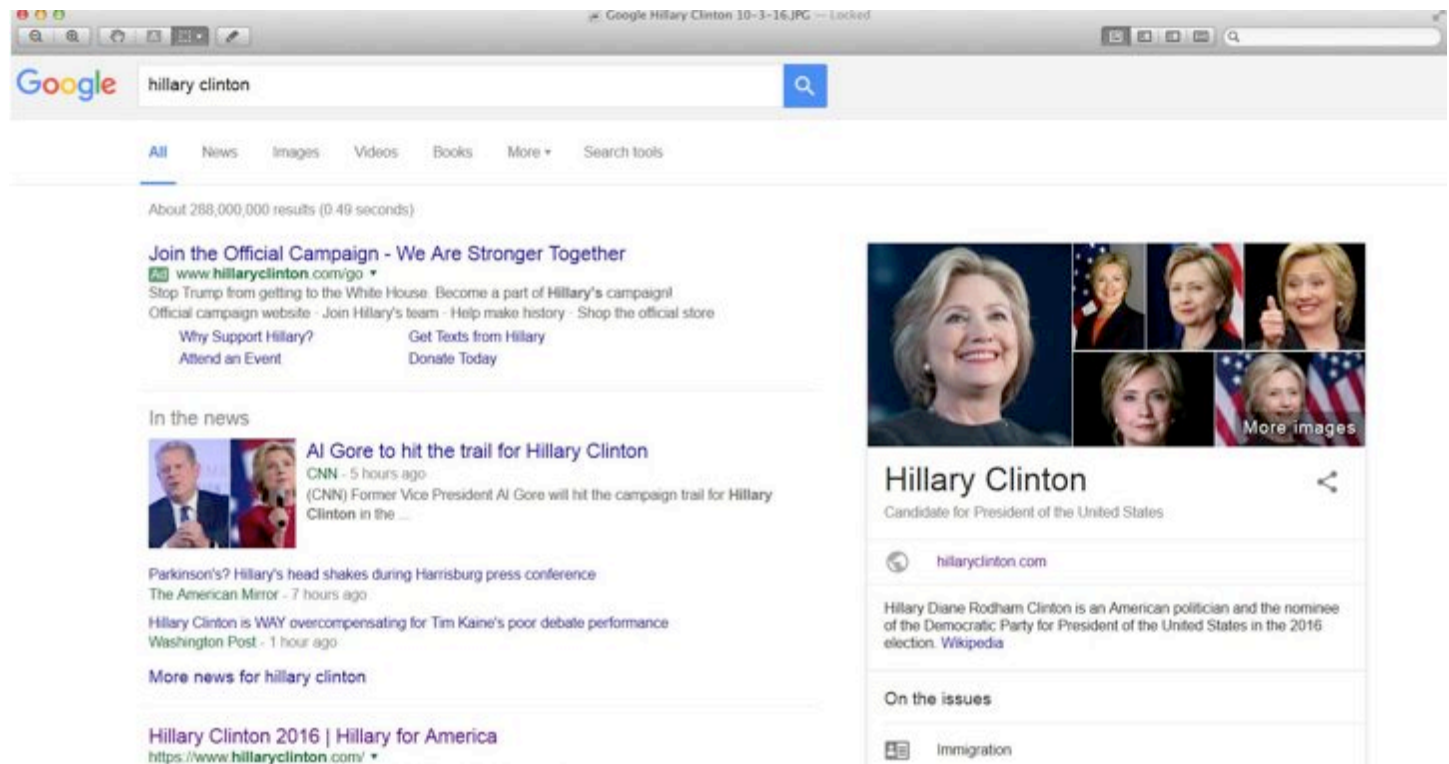 Google Hillary Clinton 10-3-16.JPG — Locked
Google
hillary clinton
All News Images Videos Books More Search tools
About 288,000,000 results (0.49 seconds)
Join the Official Campaign - We Are Stronger Together
Ad www.hillaryclinton.com/go
Stop Trump from getting to the White House. Become a part of Hillary's campaign!
Official campaign website · Join Hillary's team · Help make history · Shop the official store
Why Support Hillary? Get Texts from Hillary
Attend an Event Donate Today
In the news
Al Gore to hit the trail for Hillary Clinton
CNN - 5 hours ago
(CNN) Former Vice President Al Gore will hit the campaign trail for Hillary
Clinton in the ...
Parkinson's? Hillary's head shakes during Harrisburg press conference
The American Mirror - 7 hours ago
Hillary Clinton is WAY overcompensating for Tim Kaine's poor debate performance
Washington Post - 1 hour ago
More news for hillary clinton
Hillary Clinton 2016 | Hillary for America
https://www.hillaryclinton.com/
More images
Hillary Clinton
Candidate for President of the United States
hillaryclinton.com
Hillary Diane Rodham Clinton is an American politician and the nominee
of the Democratic Party for President of the United States in the 2016
election. Wikipedia
On the issues
Immigration